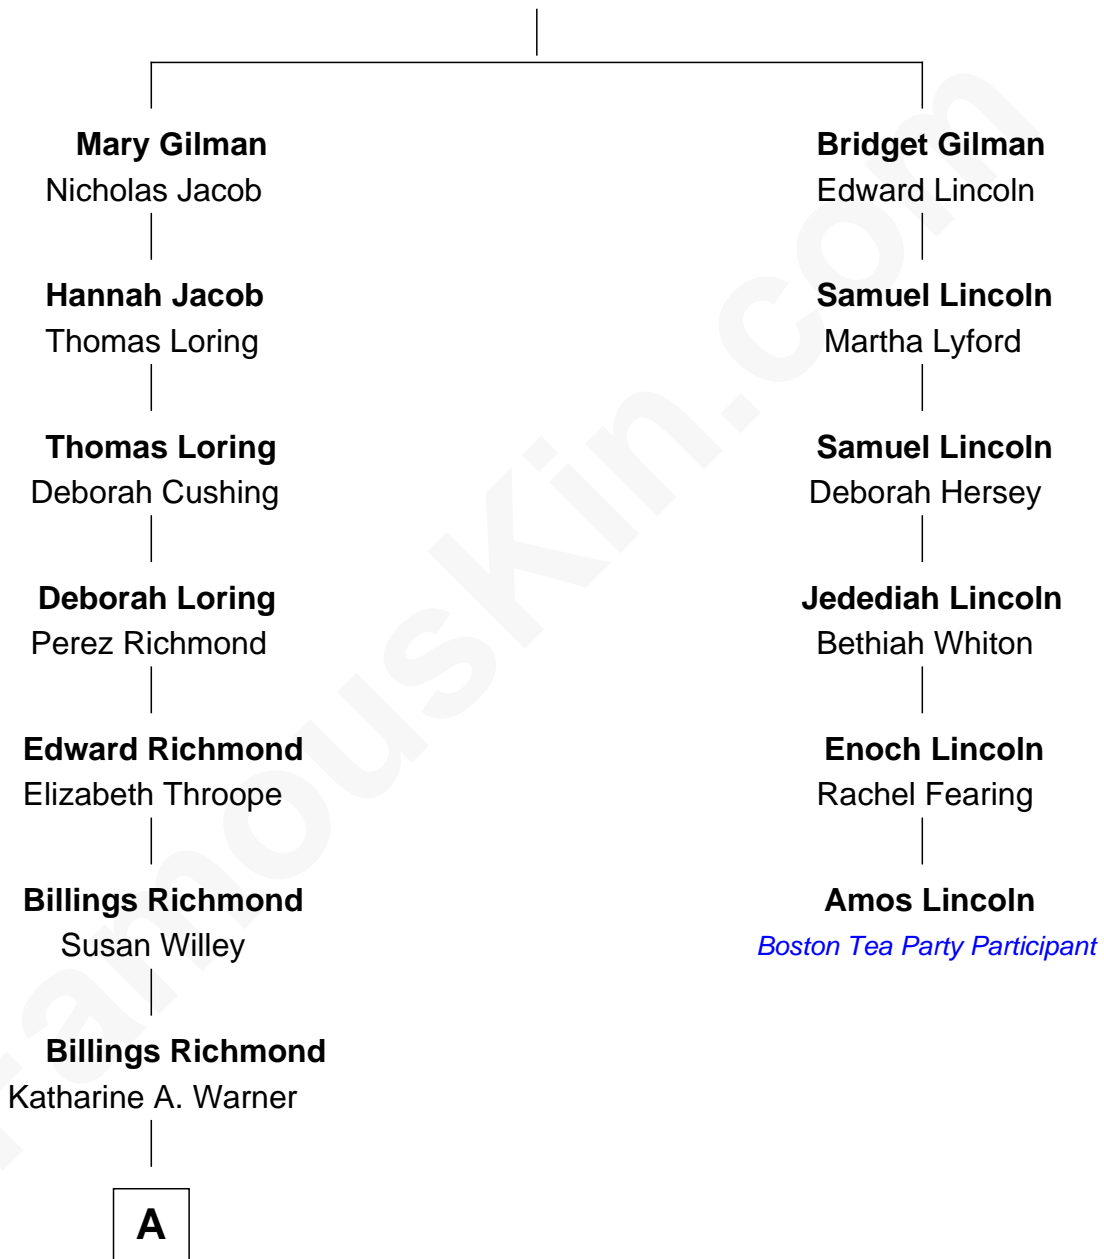 Mary Gilman
Nicholas Jacob
Hannah Jacob
Thomas Loring
Thomas Loring
Deborah Cushing
Deborah Loring
Perez Richmond
Edward Richmond
Elizabeth Throope
Billings Richmond
Susan Willey
Billings Richmond
Katharine A. Warner
A
Bridget Gilman
Edward Lincoln
Samuel Lincoln
Martha Lyford
Samuel Lincoln
Deborah Hersey
Jedediah Lincoln
Bethiah Whiton
Enoch Lincoln
Rachel Fearing
Amos Lincoln
Boston Tea Party Participant
FamousKin.com